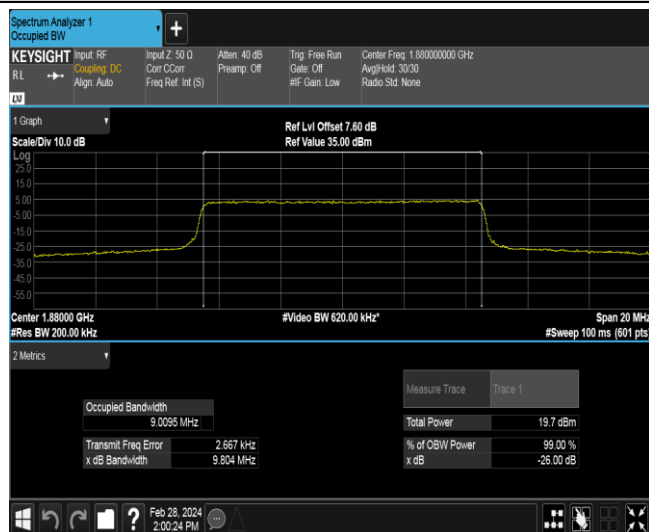 Spectrum Analyzer 1
Occupied BW
+
KEYSIGHT Input: RF Input Z: 50 Ω Atten: 40 dB Trig: Free Run Center Freq: 1.880000000 GHz
RL Coupling: DC Corr CCorr Preamp: Off Gate: Off Avg|Hold: 30/30
Align: Auto Freq Ref: Int (S) #IF Gain: Low Radio Std: None
LXI
1 Graph Ref Lvl Offset 7.60 dB
Scale/Div 10.0 dB Ref Value 35.00 dBm
Log
25.0
15.0
5.00
-5.00
-15.0
-25.0
-35.0
-45.0
-55.0
Center 1.88000 GHz #Video BW 620.00 kHz* Span 20 MHz
#Res BW 200.00 kHz #Sweep 100 ms (601 pts
2 Metrics
Measure Trace Trace 1
Occupied Bandwidth
9.0095 MHz Total Power 19.7 dBm
Transmit Freq Error 2.667 kHz % of OBW Power 99.00 %
x dB Bandwidth 9.804 MHz x dB -26.00 dB
? Feb 28, 2024
2:00:24 PM